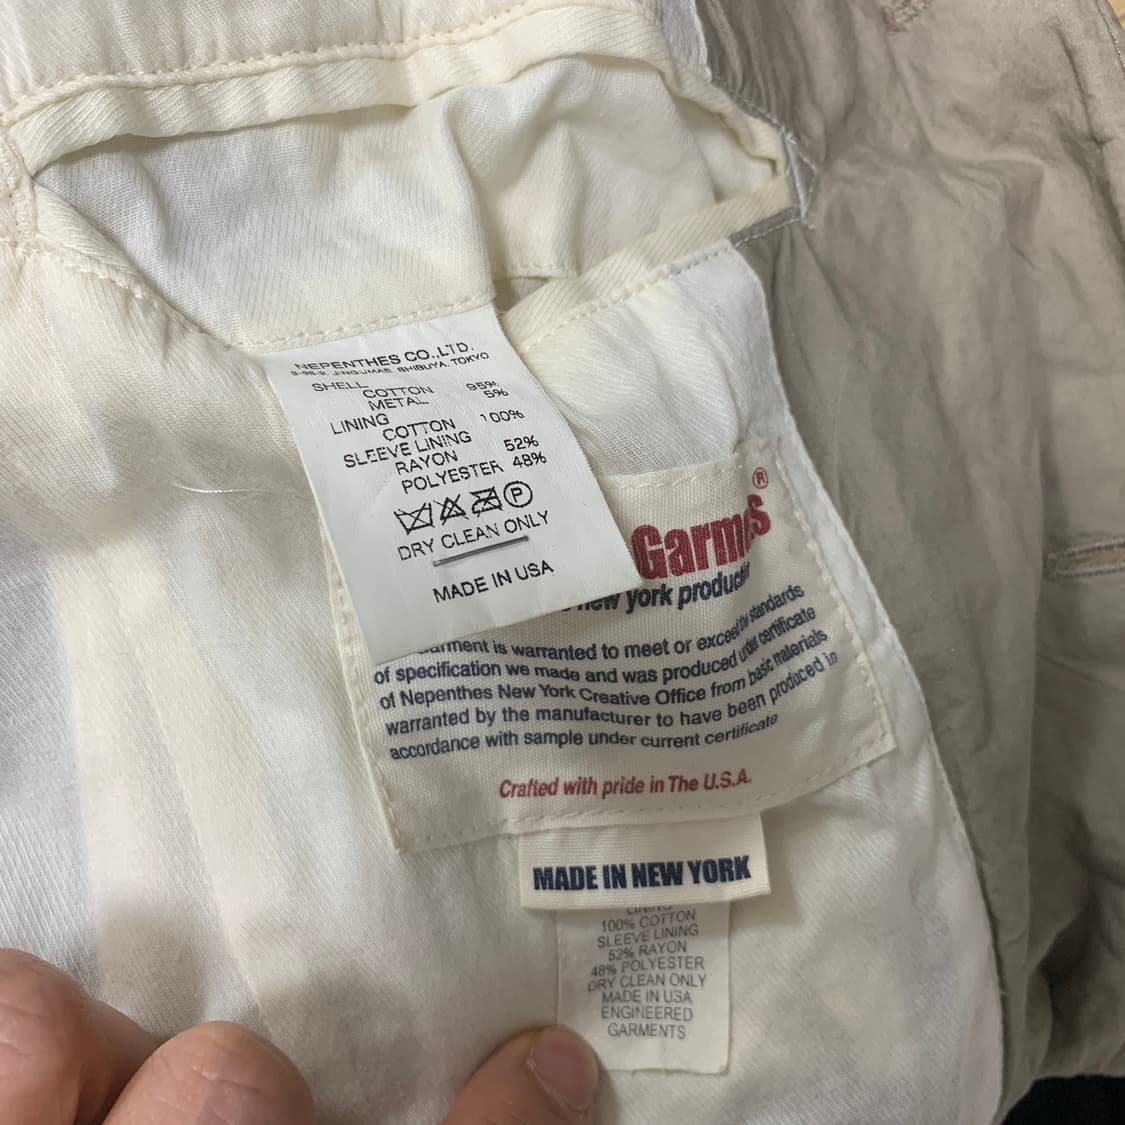 NEPENTHES CO.,LTD.
JINGUMAE, SHIBUYA, TOKYO
SHELL
COTTON 95%
METAL 5%
LINING
COTTON 100%
SLEEVE LINING
RAYON 52%
POLYESTER 48%
P
DRY CLEAN ONLY
MADE IN USA
®
new york production
is warranted to meet or exceed the standards
of specification we made and was produced under certificate
of Nepenthes New York Creative Office from basic materials
warranted by the manufacturer to have been produced in
accordance with sample under current certificate
Crafted with pride in The U.S.A.
MADE IN NEW YORK
LINING
100% COTTON
SLEEVE LINING
52% RAYON
48% POLYESTER
DRY CLEAN ONLY
MADE IN USA
ENGINEERED
GARMENTS